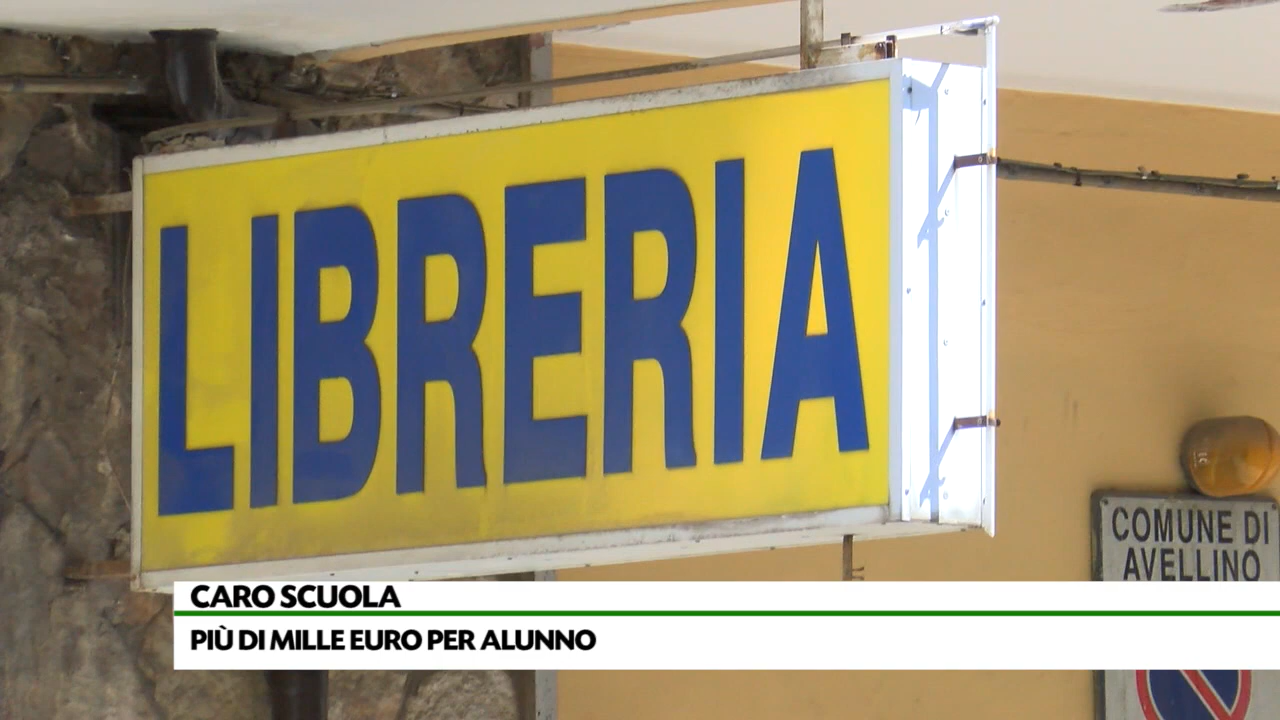 LIBRERIA
COMUNE DI
AVELLINO
CARO SCUOLA
PIÙ DI MILLE EURO PER ALUNNO